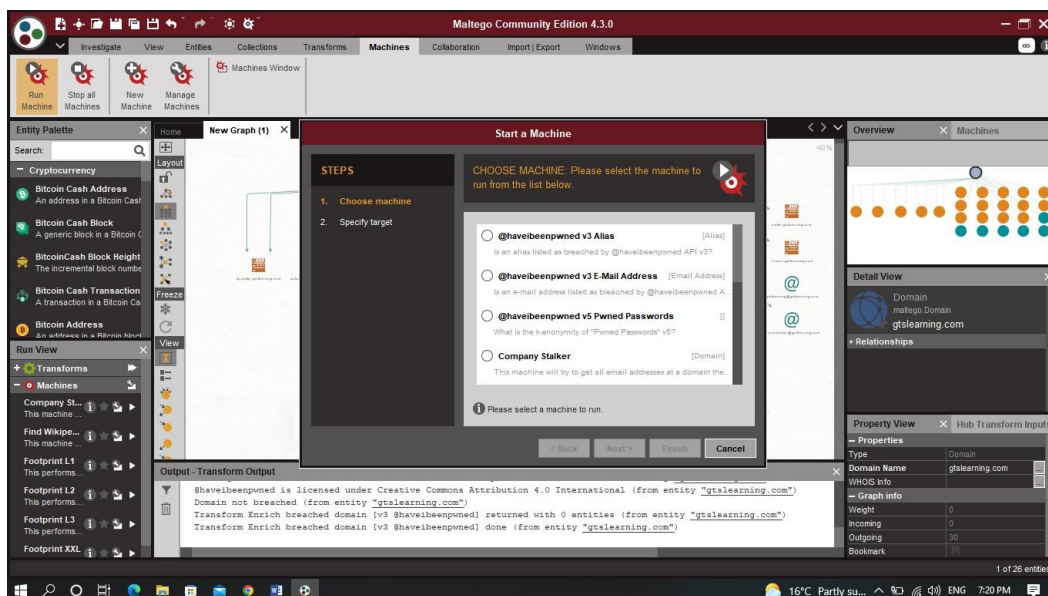 Maltego Community Edition 4.3.0
Investigate View Entities Collections Transforms Machines Collaboration Import | Export Windows
Run Machine
Stop all Machines
New Machine
Manage Machines
Machines Window
Entity Palette
Search:
Cryptocurrency
Bitcoin Cash Address
An address in a Bitcoin Cash
Bitcoin Cash Block
A generic block in a Bitcoin C
BitcoinCash Block Height
The incremental block numbe
Bitcoin Cash Transaction
A transaction in a Bitcoin Ca
Bitcoin Address
An address in a Bitcoin
Run View
Transforms
Machines
Company St...
This machine ...
Find Wikipe...
This machine ...
Footprint L1
This performs...
Footprint L2
This performs...
Footprint L3
This performs...
Footprint XXL
Home
New Graph (1)
Layout
Freeze
View
40%
Start a Machine
STEPS
1. Choose machine
2. Specify target
CHOOSE MACHINE: Please select the machine to
run from the list below.
@haveibeenpwned v3 Alias [Alias]
Is an alias listed as breached by @haveibeenpwned API v3?
@haveibeenpwned v3 E-Mail Address [Email Address]
Is an e-mail address listed as breached by @haveibeenpwned A...
@haveibeenpwned v5 Pwned Passwords []
What is the k-anonymity of "Pwned Passwords" v5?
Company Stalker [Domain]
This machine will try to get all email addresses at a domain the...
Please select a machine to run.
< Back Next > Finish Cancel
Output - Transform Output
@haveibeenpwned is licensed under Creative Commons Attribution 4.0 International (from entity "gtslearning.com")
Domain not breached (from entity "gtslearning.com")
Transform Enrich breached domain [v3 @haveibeenpwned] returned with 0 entities (from entity "gtslearning.com")
Transform Enrich breached domain [v3 @haveibeenpwned] done (from entity "gtslearning.com")
Overview
Machines
Detail View
Domain
maltego.Domain
gtslearning.com
+ Relationships
Property View
Hub Transform Inputs
Properties
Type Domain
Domain Name gtslearning.com
WHOIS Info
Graph info
Weight 0
Incoming 0
Outgoing 30
Bookmark
1 of 26 entities
16°C Partly su... ENG 7:20 PM